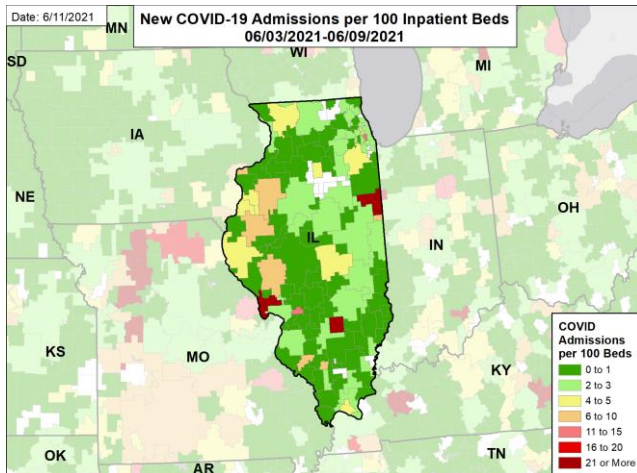 Date: 6/11/2021
New COVID-19 Admissions per 100 Inpatient Beds
06/03/2021-06/09/2021
MN
WI
MI
SD
IA
NE
IL
IN
OH
KS
MO
KY
OK
AR
TN
COVID
Admissions
per 100 Beds
0 to 1
2 to 3
4 to 5
6 to 10
11 to 15
16 to 20
21 or More